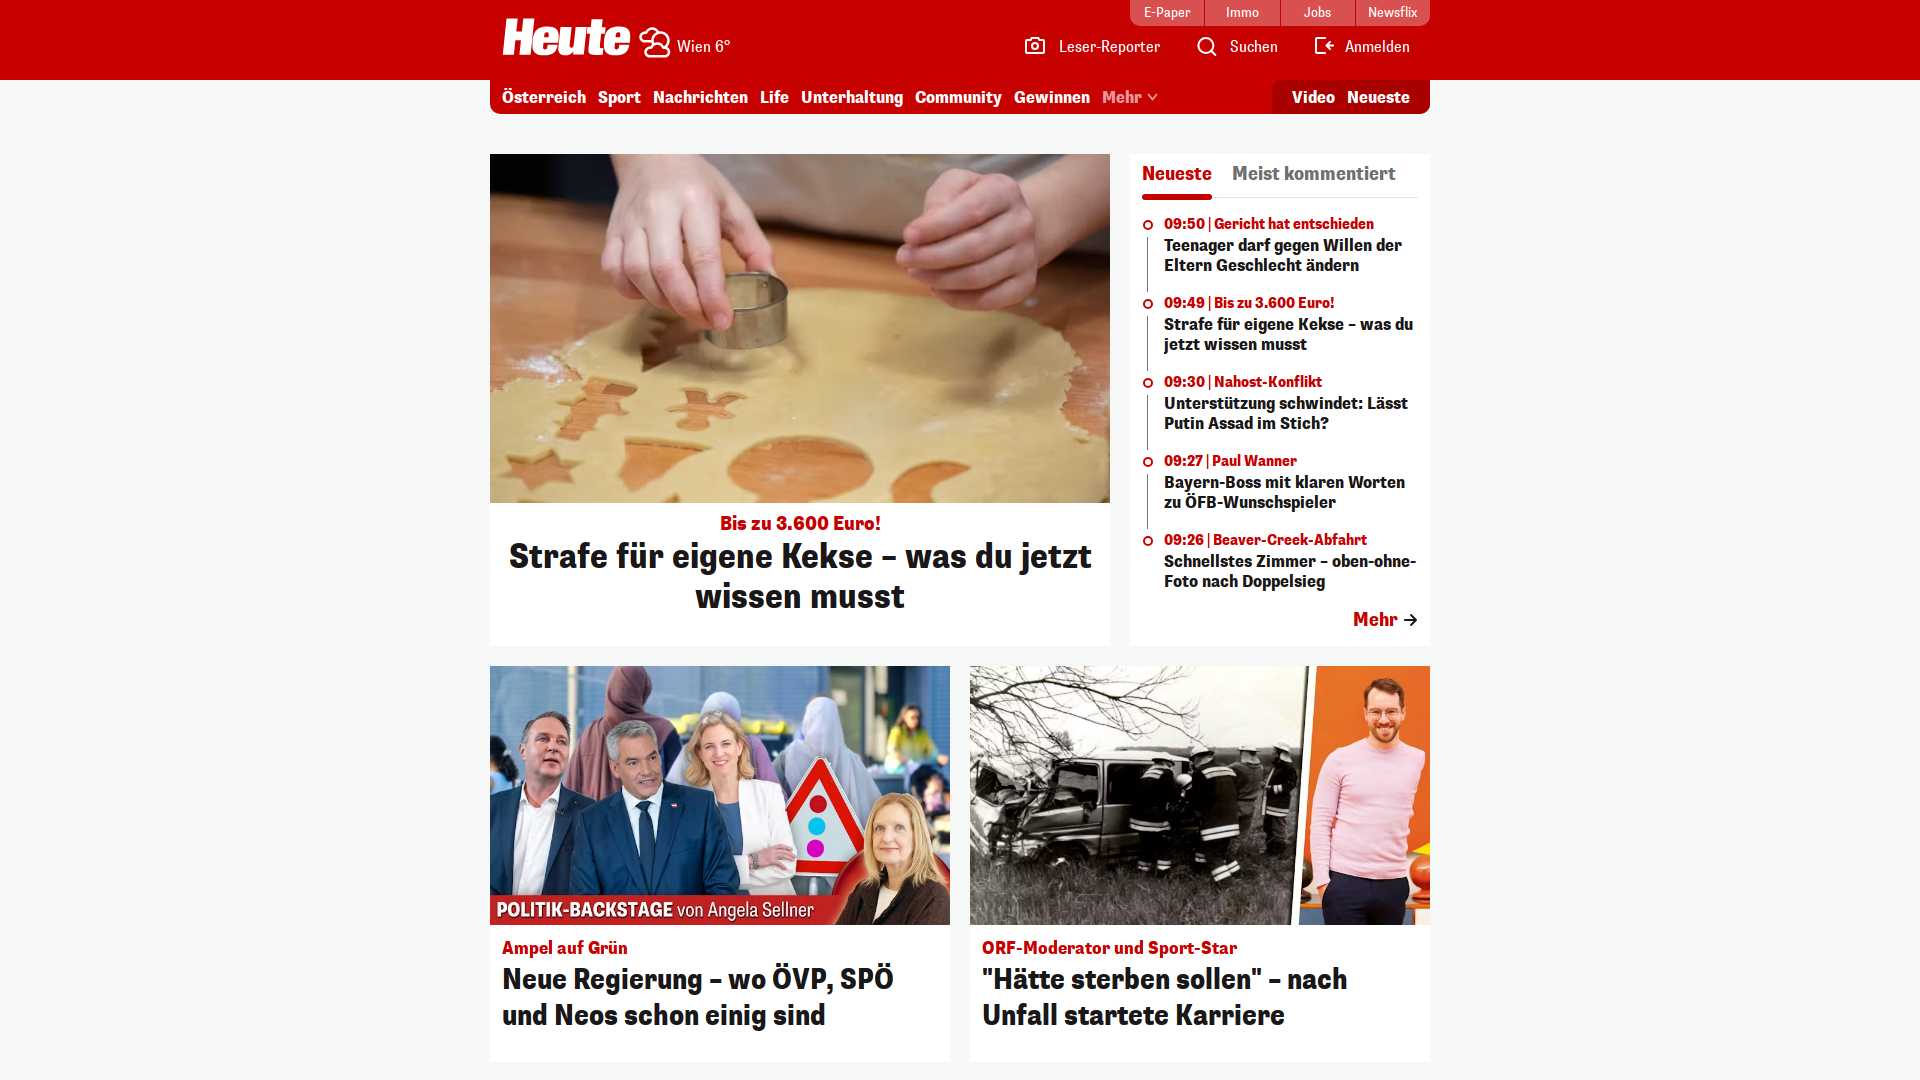 E-Paper
Immo
Jobs
Newsflix
Heute
Wien 6°
Leser-Reporter
Suchen
Anmelden
Österreich
Sport
Nachrichten
Life
Unterhaltung
Community
Gewinnen
Mehr
Video
Neueste
Bis zu 3.600 Euro!
Strafe für eigene Kekse – was du jetzt
wissen musst
Neueste
Meist kommentiert
09:50 | Gericht hat entschieden
Teenager darf gegen Willen der
Eltern Geschlecht ändern
09:49 | Bis zu 3.600 Euro!
Strafe für eigene Kekse – was du
jetzt wissen musst
09:30 | Nahost-Konflikt
Unterstützung schwindet: Lässt
Putin Assad im Stich?
09:27 | Paul Wanner
Bayern-Boss mit klaren Worten
zu ÖFB-Wunschspieler
09:26 | Beaver-Creek-Abfahrt
Schnellstes Zimmer – oben-ohne-
Foto nach Doppelsieg
Mehr
POLITIK-BACKSTAGE von Angela Sellner
Ampel auf Grün
Neue Regierung – wo ÖVP, SPÖ
und Neos schon einig sind
ORF-Moderator und Sport-Star
"Hätte sterben sollen" – nach
Unfall startete Karriere